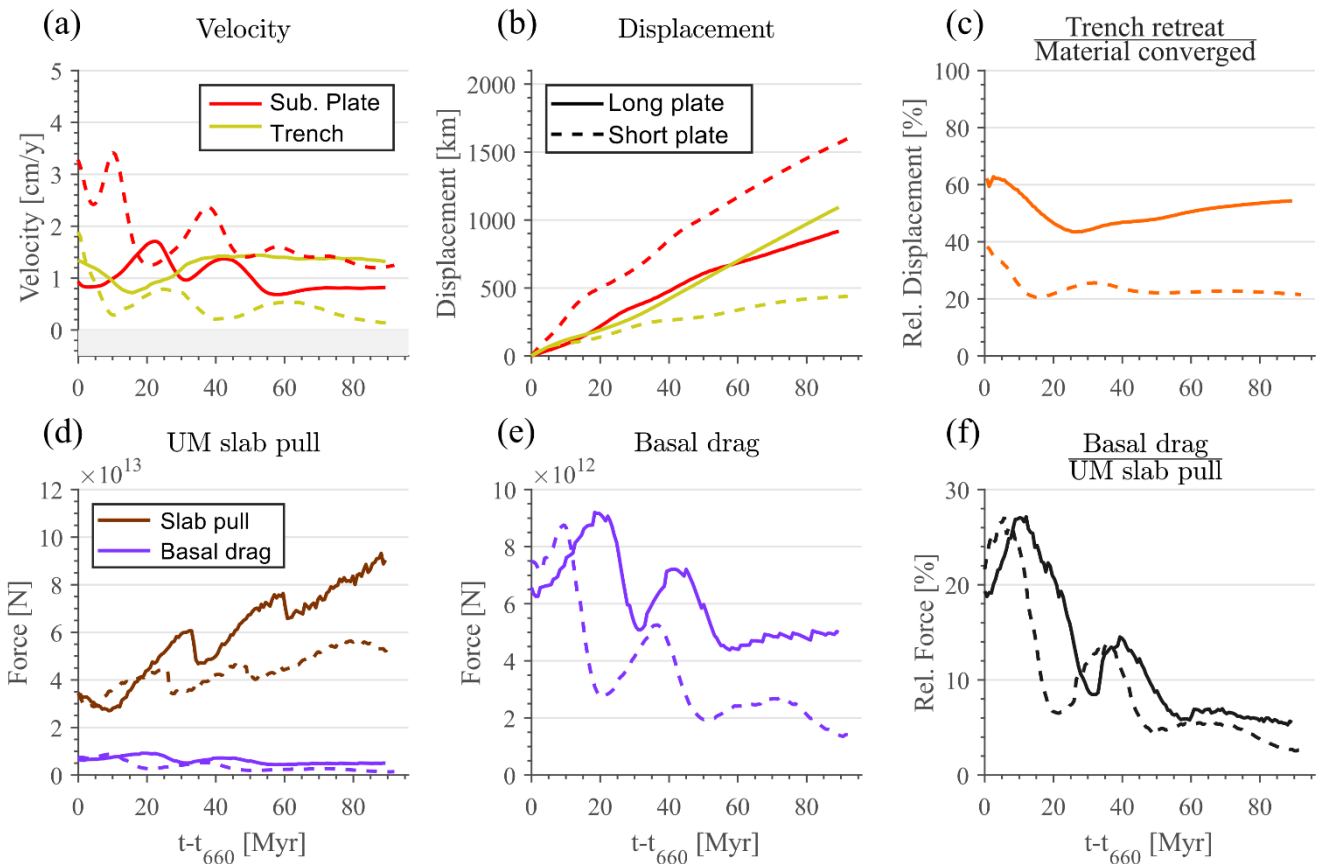 (a) Velocity
Velocity [cm/y]
5
4
3
2
1
0
Sub. Plate
Trench
0 20 40 60 80
(b) Displacement
Displacement [km]
2000
1500
1000
500
0
Long plate
Short plate
0 20 40 60 80
(c) Trench retreat
Material converged
Rel. Displacement [%]
100
80
60
40
20
0
0 20 40 60 80
(d) UM slab pull
×10^13
Force [N]
12
10
8
6
4
2
0
Slab pull
Basal drag
0 20 40 60 80
t-t_660 [Myr]
(e) Basal drag
×10^12
Force [N]
10
8
6
4
2
0
0 20 40 60 80
t-t_660 [Myr]
(f) Basal drag
UM slab pull
Rel. Force [%]
30
20
10
0
0 20 40 60 80
t-t_660 [Myr]